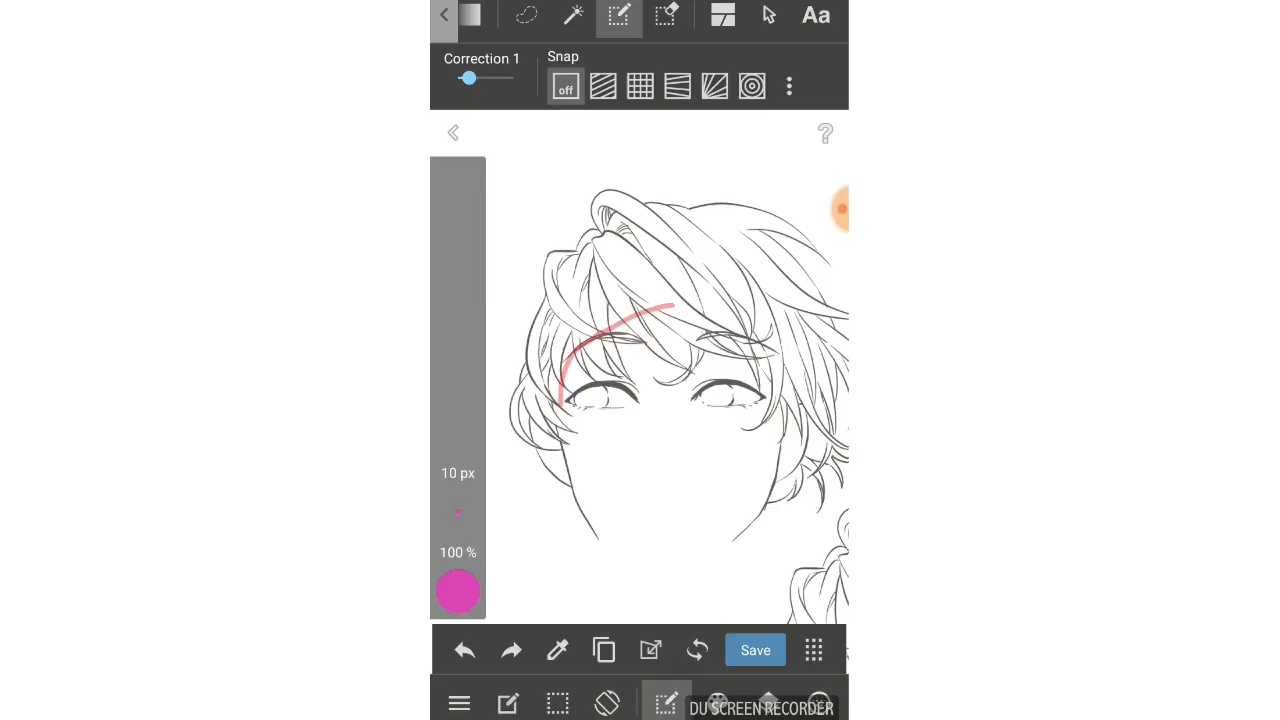 Aa
Correction 1
Snap
off
10 px
100 %
Save
DU SCREEN RECORDER